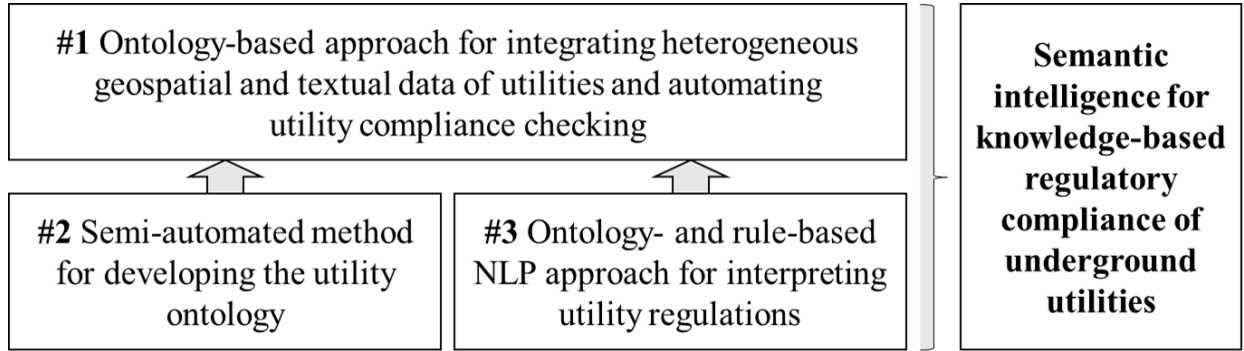 #1 Ontology-based approach for integrating heterogeneous
geospatial and textual data of utilities and automating
utility compliance checking
#2 Semi-automated method
for developing the utility
ontology
#3 Ontology- and rule-based
NLP approach for interpreting
utility regulations
Semantic
intelligence for
knowledge-based
regulatory
compliance of
underground
utilities